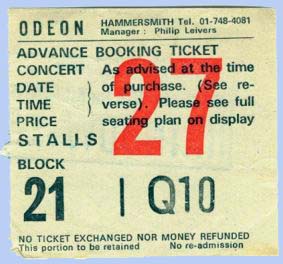 ODEON HAMMERSMITH Tel. 01-748-4081
Manager: Philip Leivers
ADVANCE BOOKING TICKET
CONCERT As advised at the time
DATE } of purchase. (See re-
TIME verse). Please see full
PRICE seating plan on display
27
STALLS
BLOCK
21 | Q10
NO TICKET EXCHANGED NOR MONEY REFUNDED
This portion to be retained No re-admission